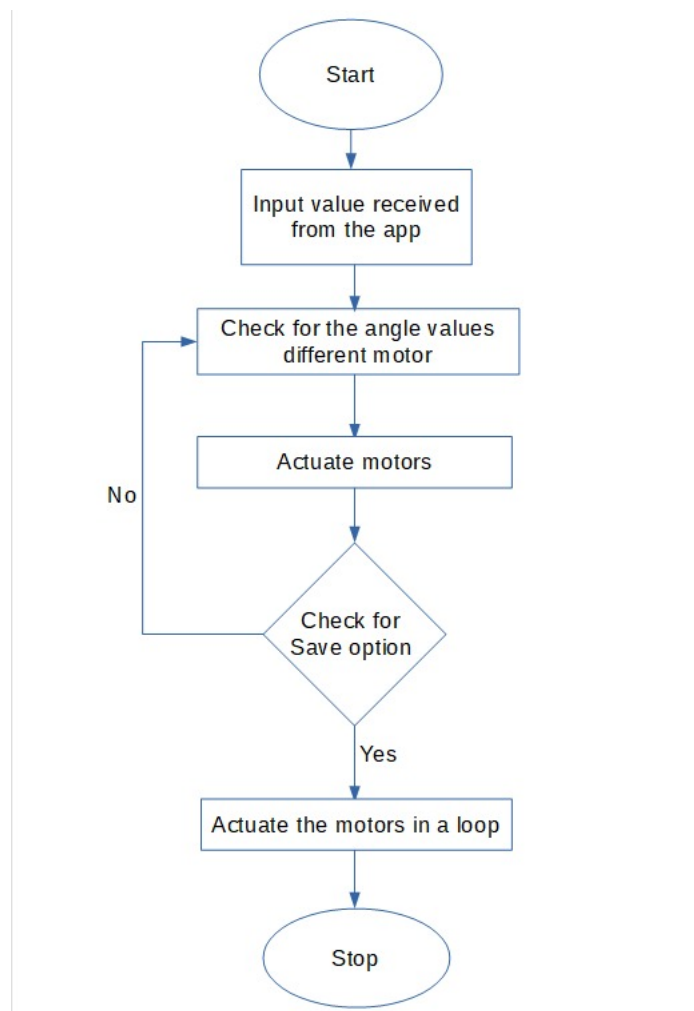 Start
Input value received
from the app
Check for the angle values
different motor
Actuate motors
No
Check for
Save option
Yes
Actuate the motors in a loop
Stop